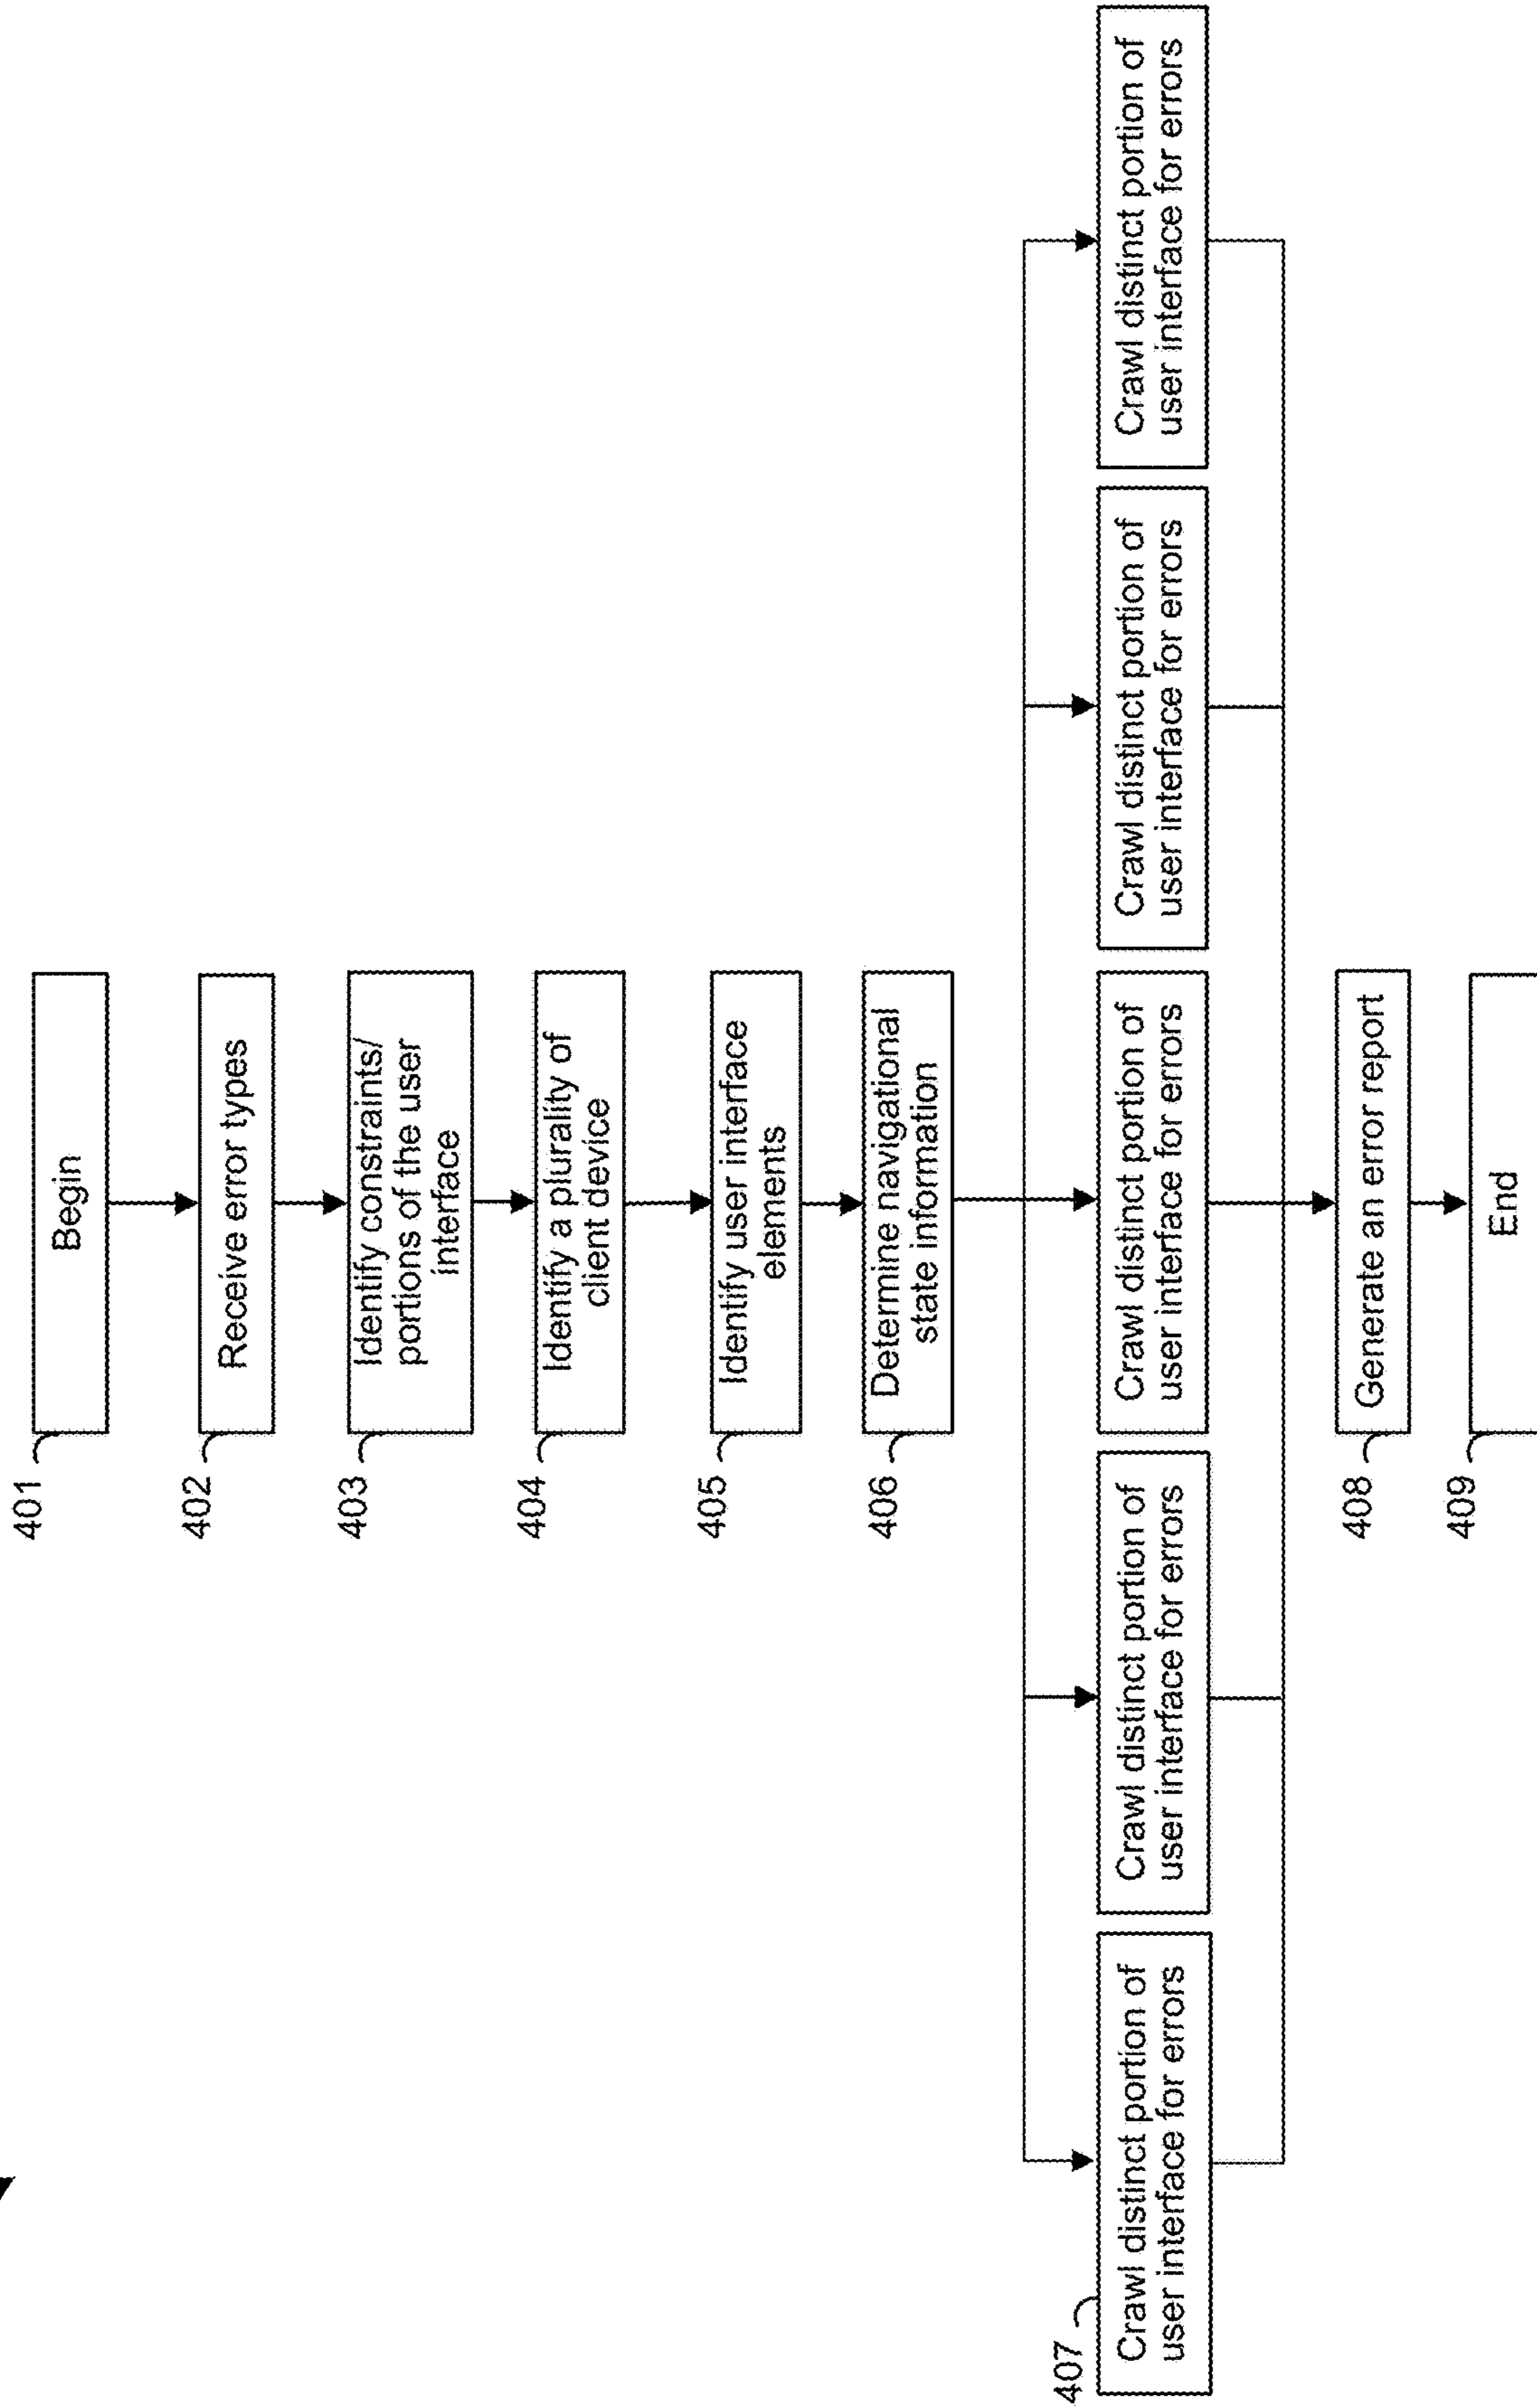 401
Begin
402
Receive error types
403
Identify constraints/
portions of the user
interface
404
Identify a plurality of
client device
405
Identify user interface
elements
406
Determine navigational
state information
407
Crawl distinct portion of
user interface for errors
Crawl distinct portion of
user interface for errors
Crawl distinct portion of
user interface for errors
Crawl distinct portion of
user interface for errors
Crawl distinct portion of
user interface for errors
408
Generate an error report
409
End